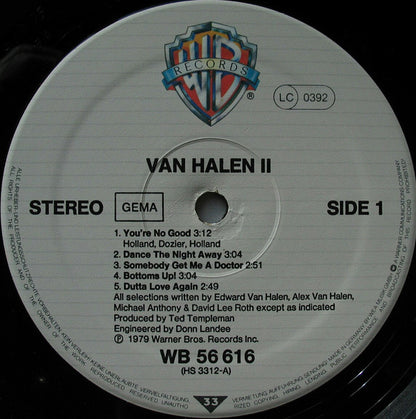 WB
RECORDS
®
LC 0392
VAN HALEN II
STEREO
GEMA
SIDE 1
1. You're No Good 3:12
Holland, Dozier, Holland
2. Dance The Night Away 3:04
3. Somebody Get Me A Doctor 2:51
4. Bottoms Up! 3:04
5. Dutta Love Again 2:49
All selections written by Edward Van Halen, Alex Van Halen,
Michael Anthony & David Lee Roth except as indicated
Produced by Ted Templeman
Engineered by Donn Landee
℗ 1979 Warner Bros. Records Inc.
WB 56 616
(HS 3312-A)
33